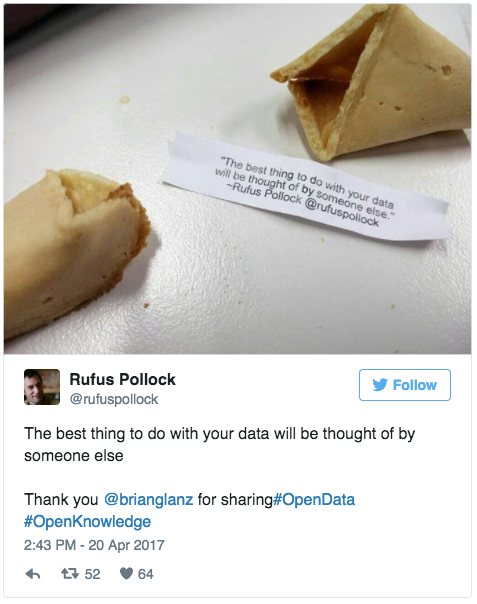 "The best thing to do with your data
will be thought of by someone else."
~Rufus Pollock @rufuspollock
Rufus Pollock
@rufuspollock
Follow
The best thing to do with your data will be thought of by
someone else
Thank you @brianglanz for sharing#OpenData
#OpenKnowledge
2:43 PM - 20 Apr 2017
52
64